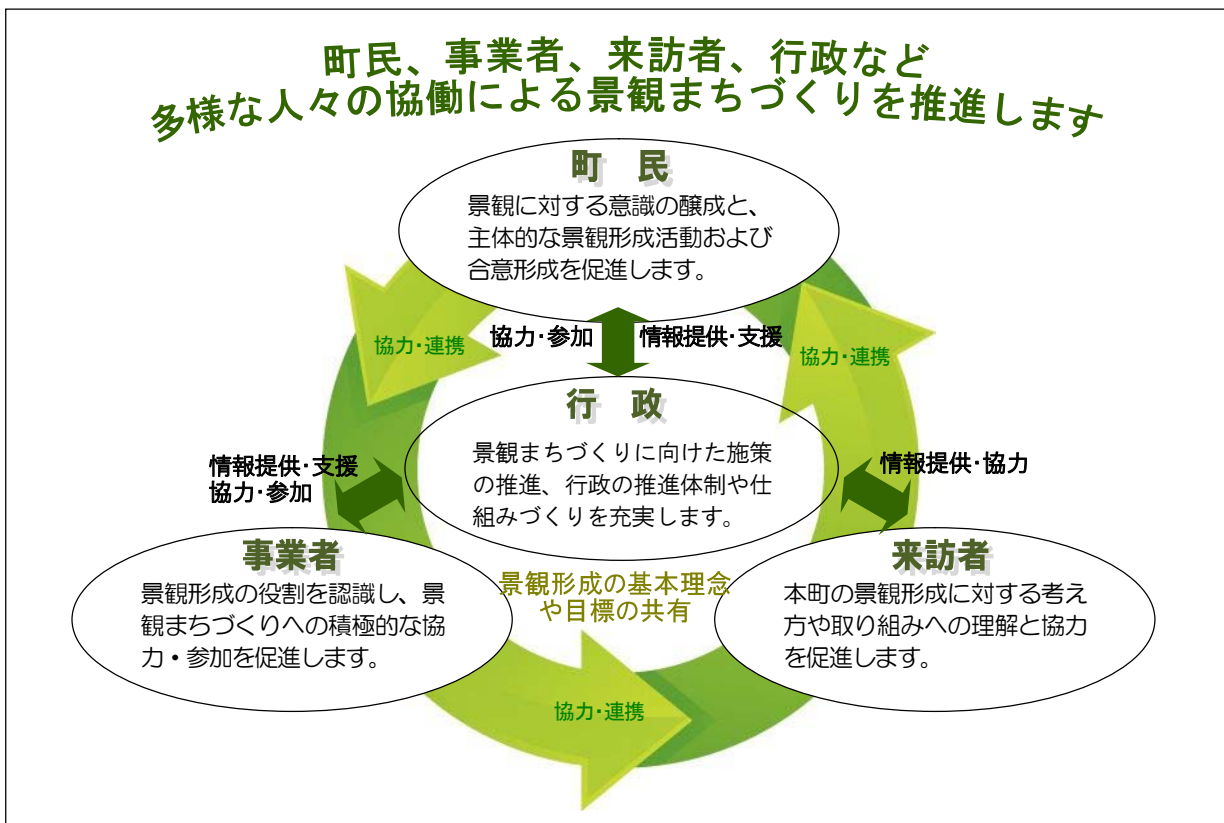 町民、事業者、来訪者、行政など
多様な人々の協働による景観まちづくりを推進します
町　民
景観に対する意識の醸成と、
主体的な景観形成活動および
合意形成を促進します。
協力･連携
協力･参加
情報提供･支援
協力･連携
行　政
景観まちづくりに向けた施策
の推進、行政の推進体制や仕
組みづくりを充実します。
情報提供･支援
協力･参加
情報提供･協力
事業者
景観形成の役割を認識し、景
観まちづくりへの積極的な協
力・参加を促進します。
景観形成の基本理念
や目標の共有
来訪者
本町の景観形成に対する考え
方や取り組みへの理解と協力
を促進します。
協力･連携